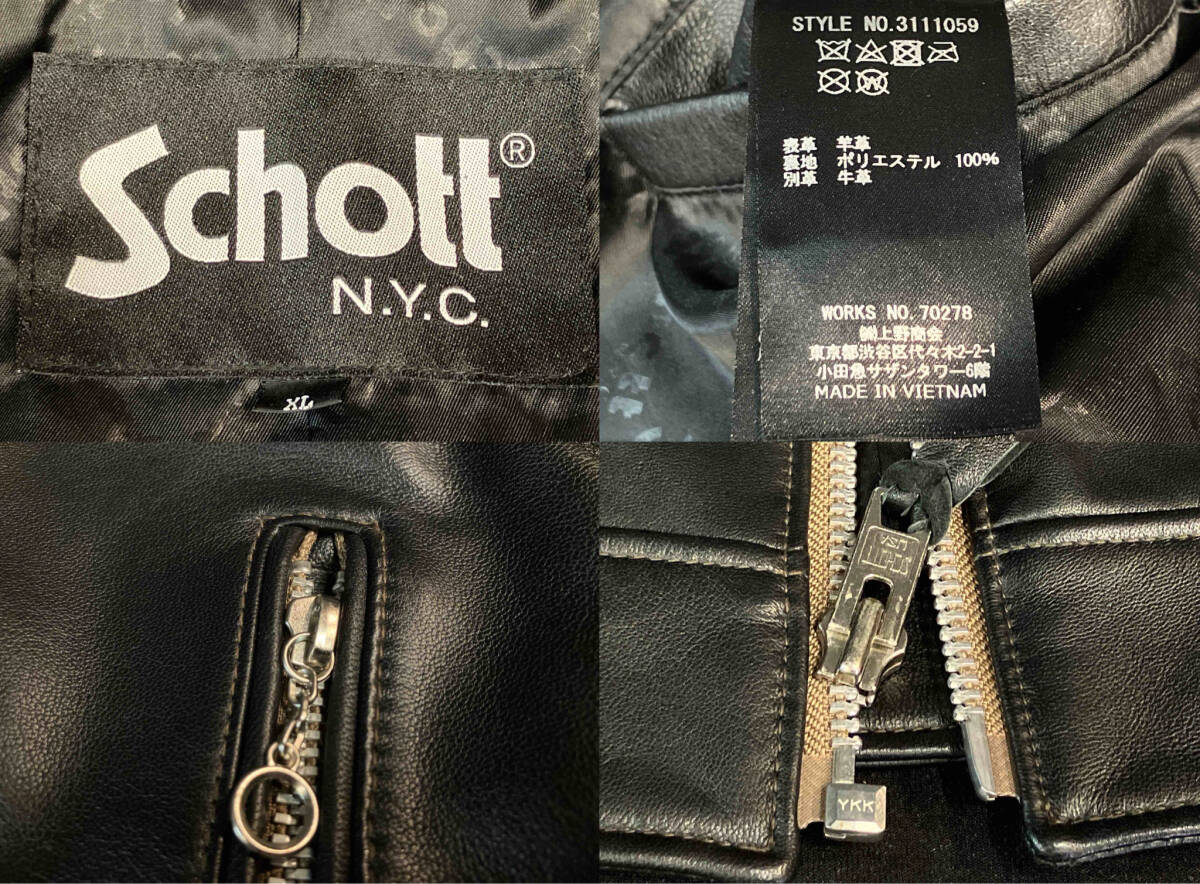 Schott®
N.Y.C.
XL
STYLE NO.3111059
W
表革 羊革
裏地 ポリエステル 100%
別革 牛革
WORKS NO.70278
㈱上野商会
東京都渋谷区代々木2-2-1
小田急サザンタワー6階
MADE IN VIETNAM
USA
YKK